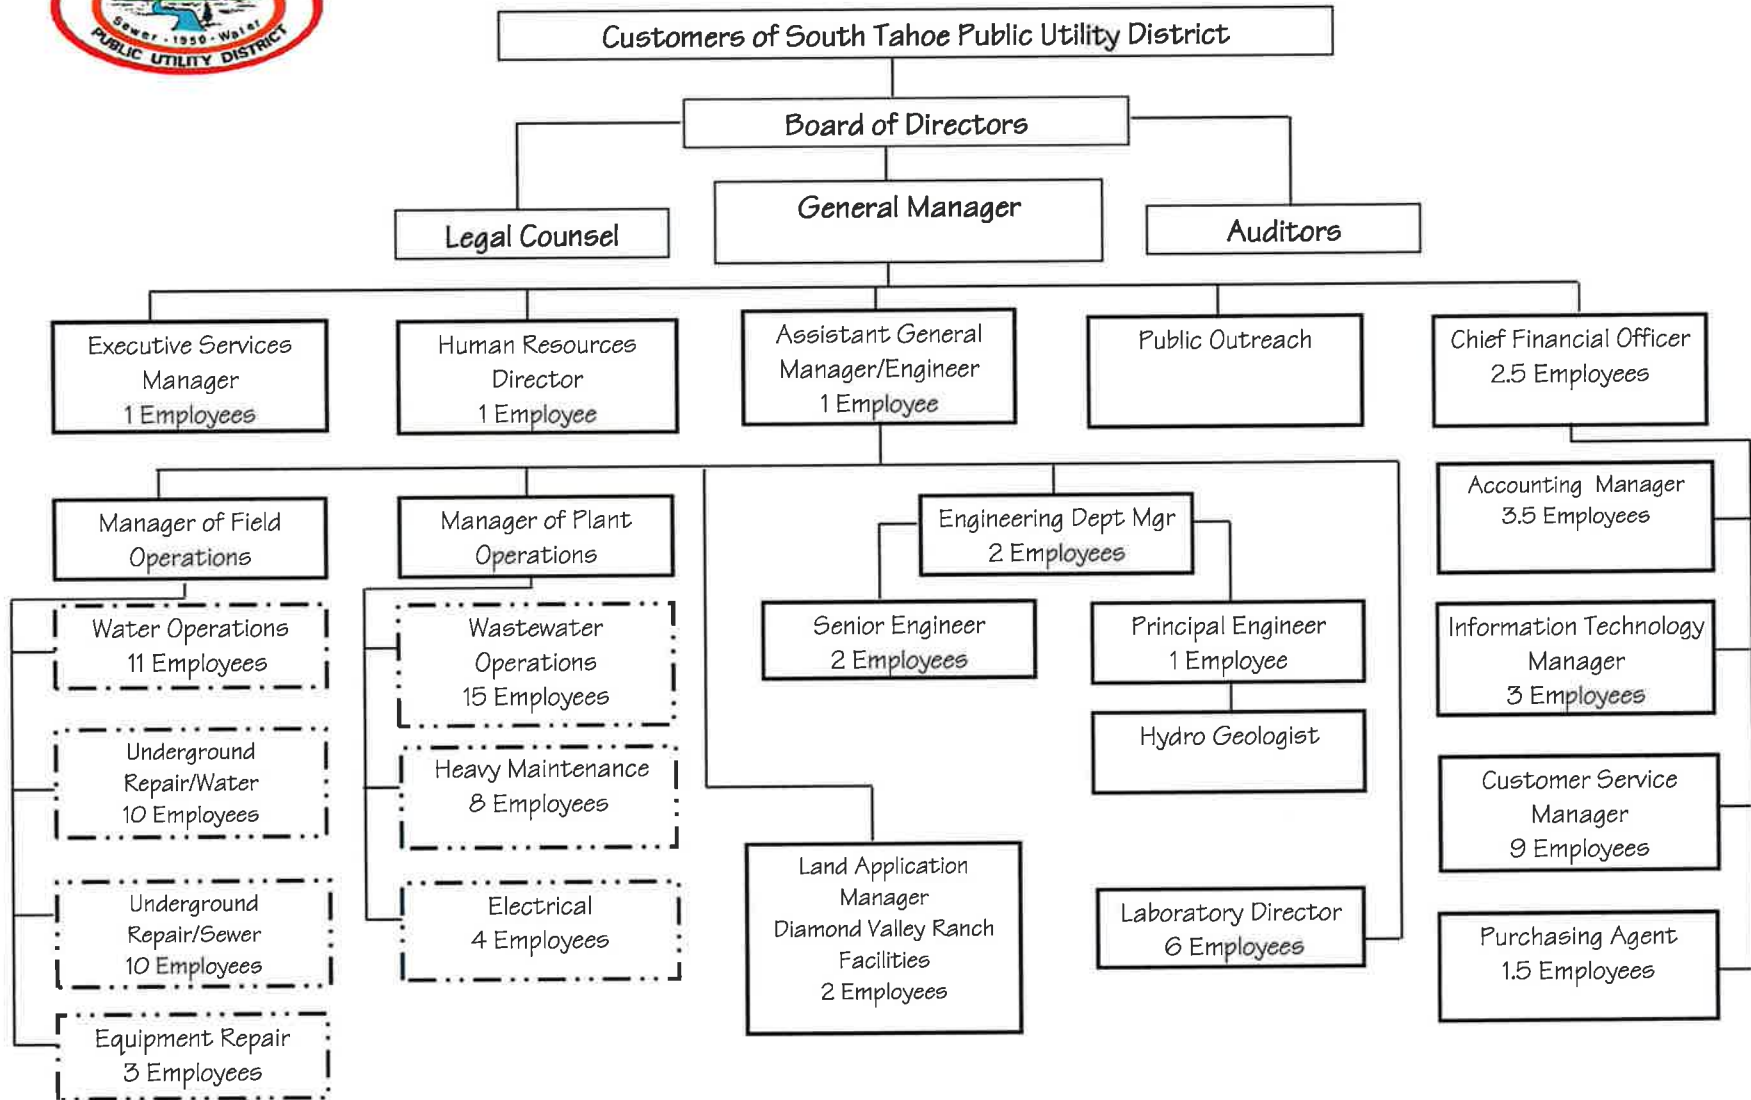 Sewer - 1950 - Water
PUBLIC UTILITY DISTRICT
Customers of South Tahoe Public Utility District
Board of Directors
Legal Counsel
General Manager
Auditors
Executive Services
Manager
1 Employees
Human Resources
Director
1 Employee
Assistant General
Manager/Engineer
1 Employee
Public Outreach
Chief Financial Officer
2.5 Employees
Manager of Field
Operations
Manager of Plant
Operations
Engineering Dept Mgr
2 Employees
Accounting Manager
3.5 Employees
Water Operations
11 Employees
Wastewater
Operations
15 Employees
Senior Engineer
2 Employees
Principal Engineer
1 Employee
Information Technology
Manager
3 Employees
Underground
Repair/Water
10 Employees
Heavy Maintenance
8 Employees
Hydro Geologist
Customer Service
Manager
9 Employees
Underground
Repair/Sewer
10 Employees
Electrical
4 Employees
Land Application
Manager
Diamond Valley Ranch
Facilities
2 Employees
Laboratory Director
6 Employees
Purchasing Agent
1.5 Employees
Equipment Repair
3 Employees